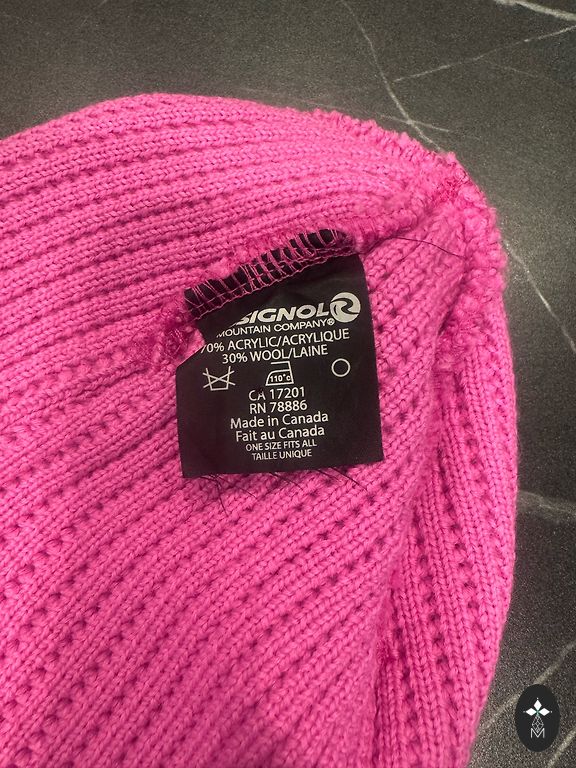 SIGNOL
MOUNTAIN COMPANY®
70% ACRYLIC/ACRYLIQUE
30% WOOL/LAINE
110°C
CA 17201
RN 78886
Made in Canada
Fait au Canada
ONE SIZE FITS ALL
TAILLE UNIQUE
M